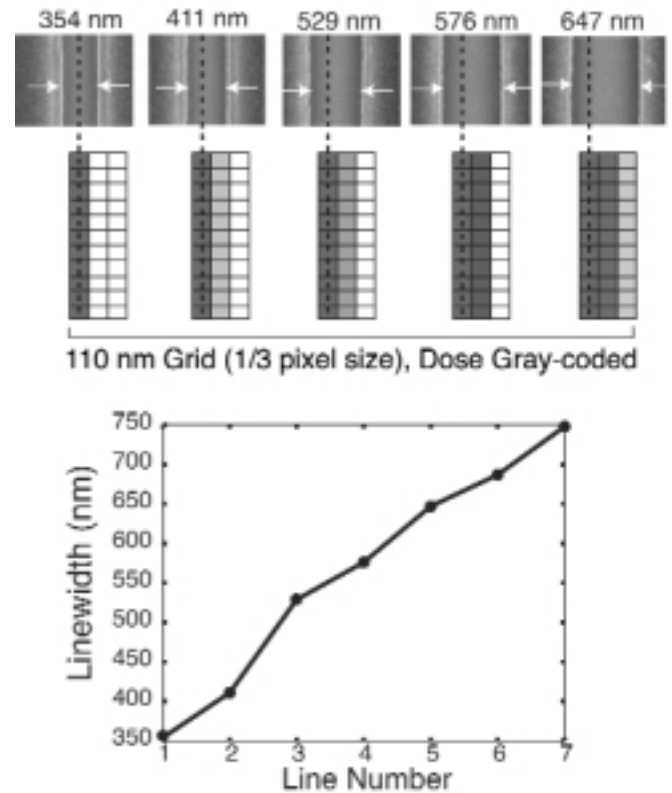 354 nm 411 nm 529 nm 576 nm 647 nm
110 nm Grid (1/3 pixel size), Dose Gray-coded
750
700
650
600
550
500
450
400
350
Linewidth (nm)
1 2 3 4 5 6 7
Line Number